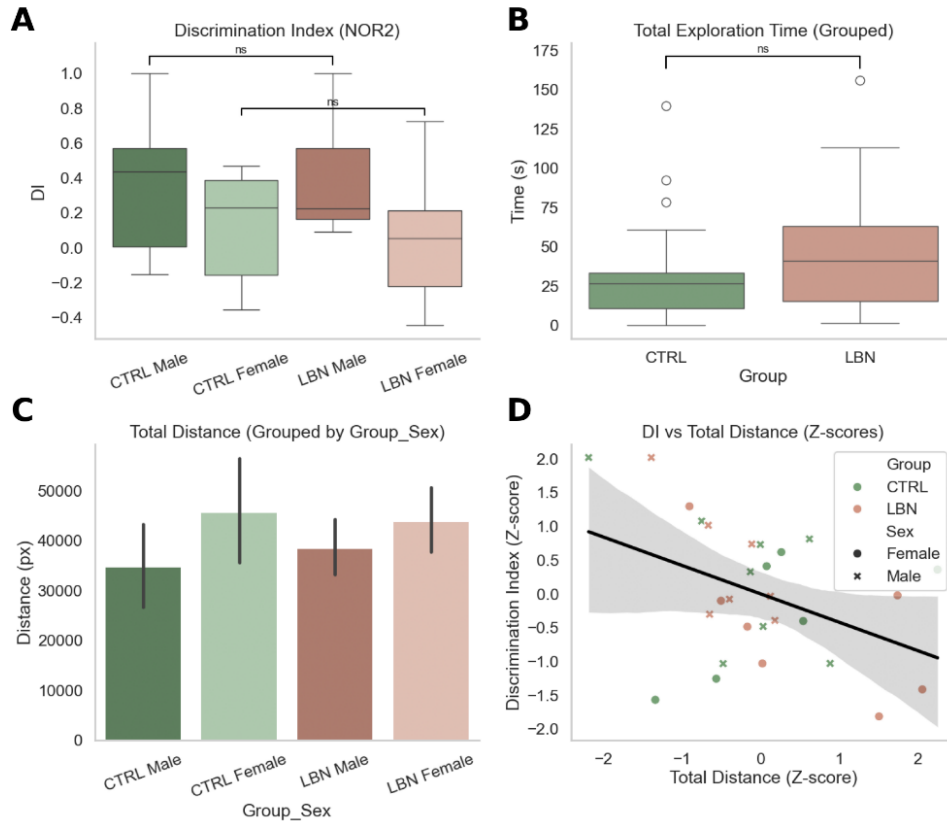 A
Discrimination Index (NOR2)
ns
ns
1.0
0.8
0.6
0.4
0.2
0.0
−0.2
−0.4
DI
CTRL Male
CTRL Female
LBN Male
LBN Female
B
Total Exploration Time (Grouped)
ns
175
150
125
100
75
50
25
0
Time (s)
CTRL
LBN
Group
C
Total Distance (Grouped by Group_Sex)
50000
40000
30000
20000
10000
0
Distance (px)
CTRL Male
CTRL Female
LBN Male
LBN Female
Group_Sex
D
DI vs Total Distance (Z-scores)
2.0
1.5
1.0
0.5
0.0
−0.5
−1.0
−1.5
−2.0
Discrimination Index (Z-score)
Group
CTRL
LBN
Sex
Female
Male
−2
−1
0
1
2
Total Distance (Z-score)